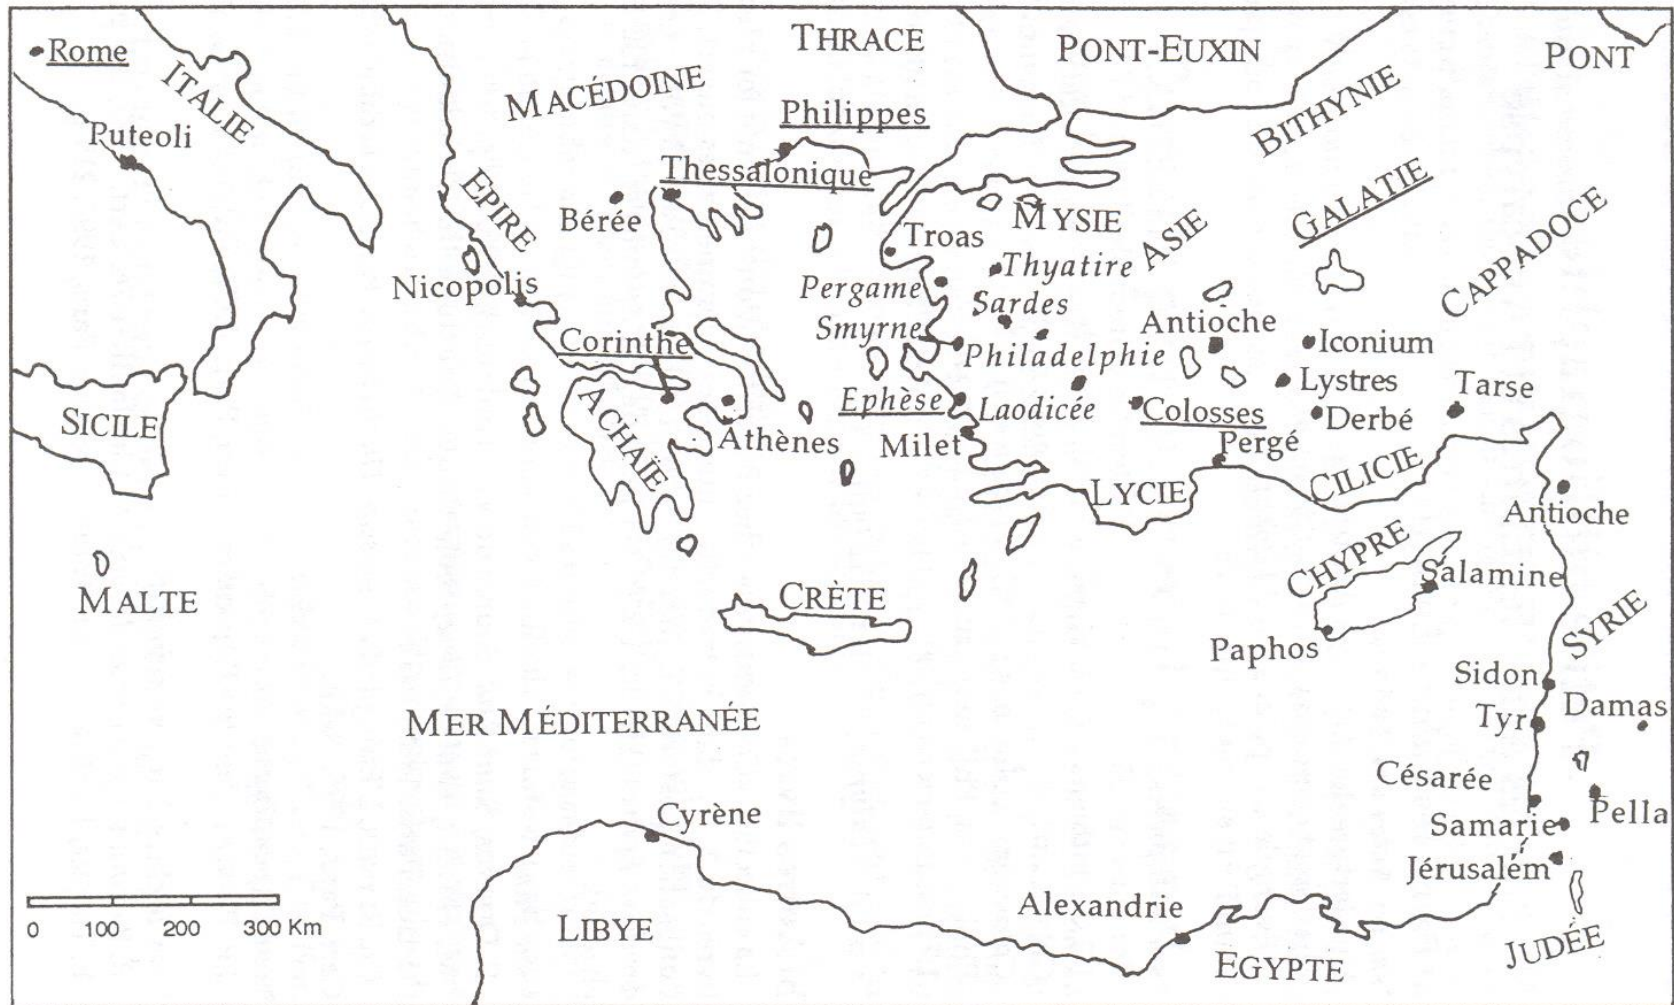 Rome
ITALIE
Puteoli
MACÉDOINE
THRACE
PONT-EUXIN
PONT
BITHYNIE
Philippes
Thessalonique
EPIRE
Bérée
Nicopolis
Troas
MYSIE
ASIE
GALATIE
CAPPADOCE
Thyatire
Pergame
Sardes
Smyrne
Philadelphie
Antioche
Iconium
Corinthe
Lystres
Tarse
SICILE
ACHAÏE
Athènes
Ephèse
Laodicée
Colosses
Derbé
Milet
Pergé
LYCIE
CILICIE
Antioche
MALTE
CRÈTE
CHYPRE
Salamine
Paphos
SYRIE
Sidon
Tyr
Damas
MER MÉDITERRANÉE
Césarée
Pella
Samarie
Jérusalém
Cyrène
LIBYE
Alexandrie
EGYPTE
JUDÉE
0 100 200 300 Km